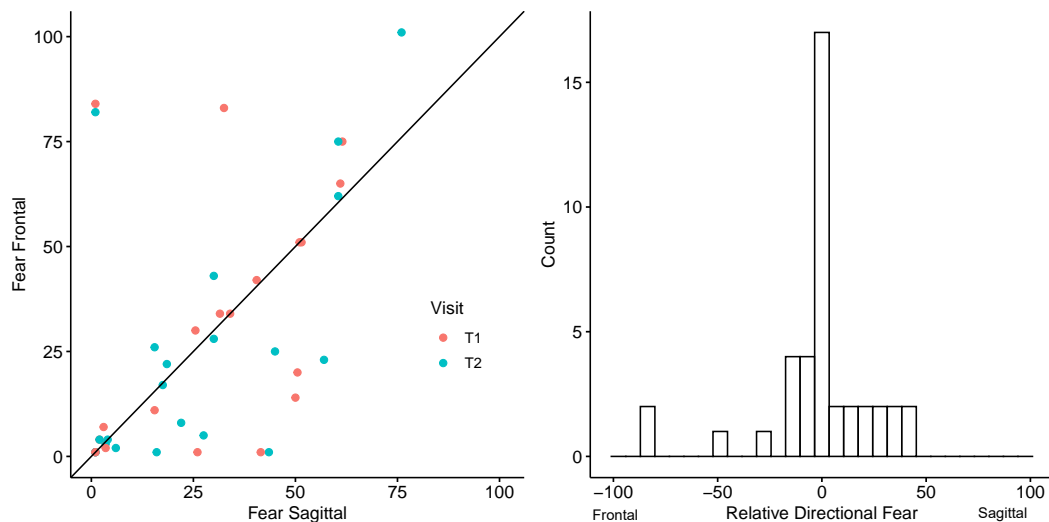 100
75
50
25
0
Fear Frontal
0 25 50 75 100
Fear Sagittal
Visit
T1
T2
15
10
5
0
Count
−100 −50 0 50 100
Frontal Relative Directional Fear Sagittal